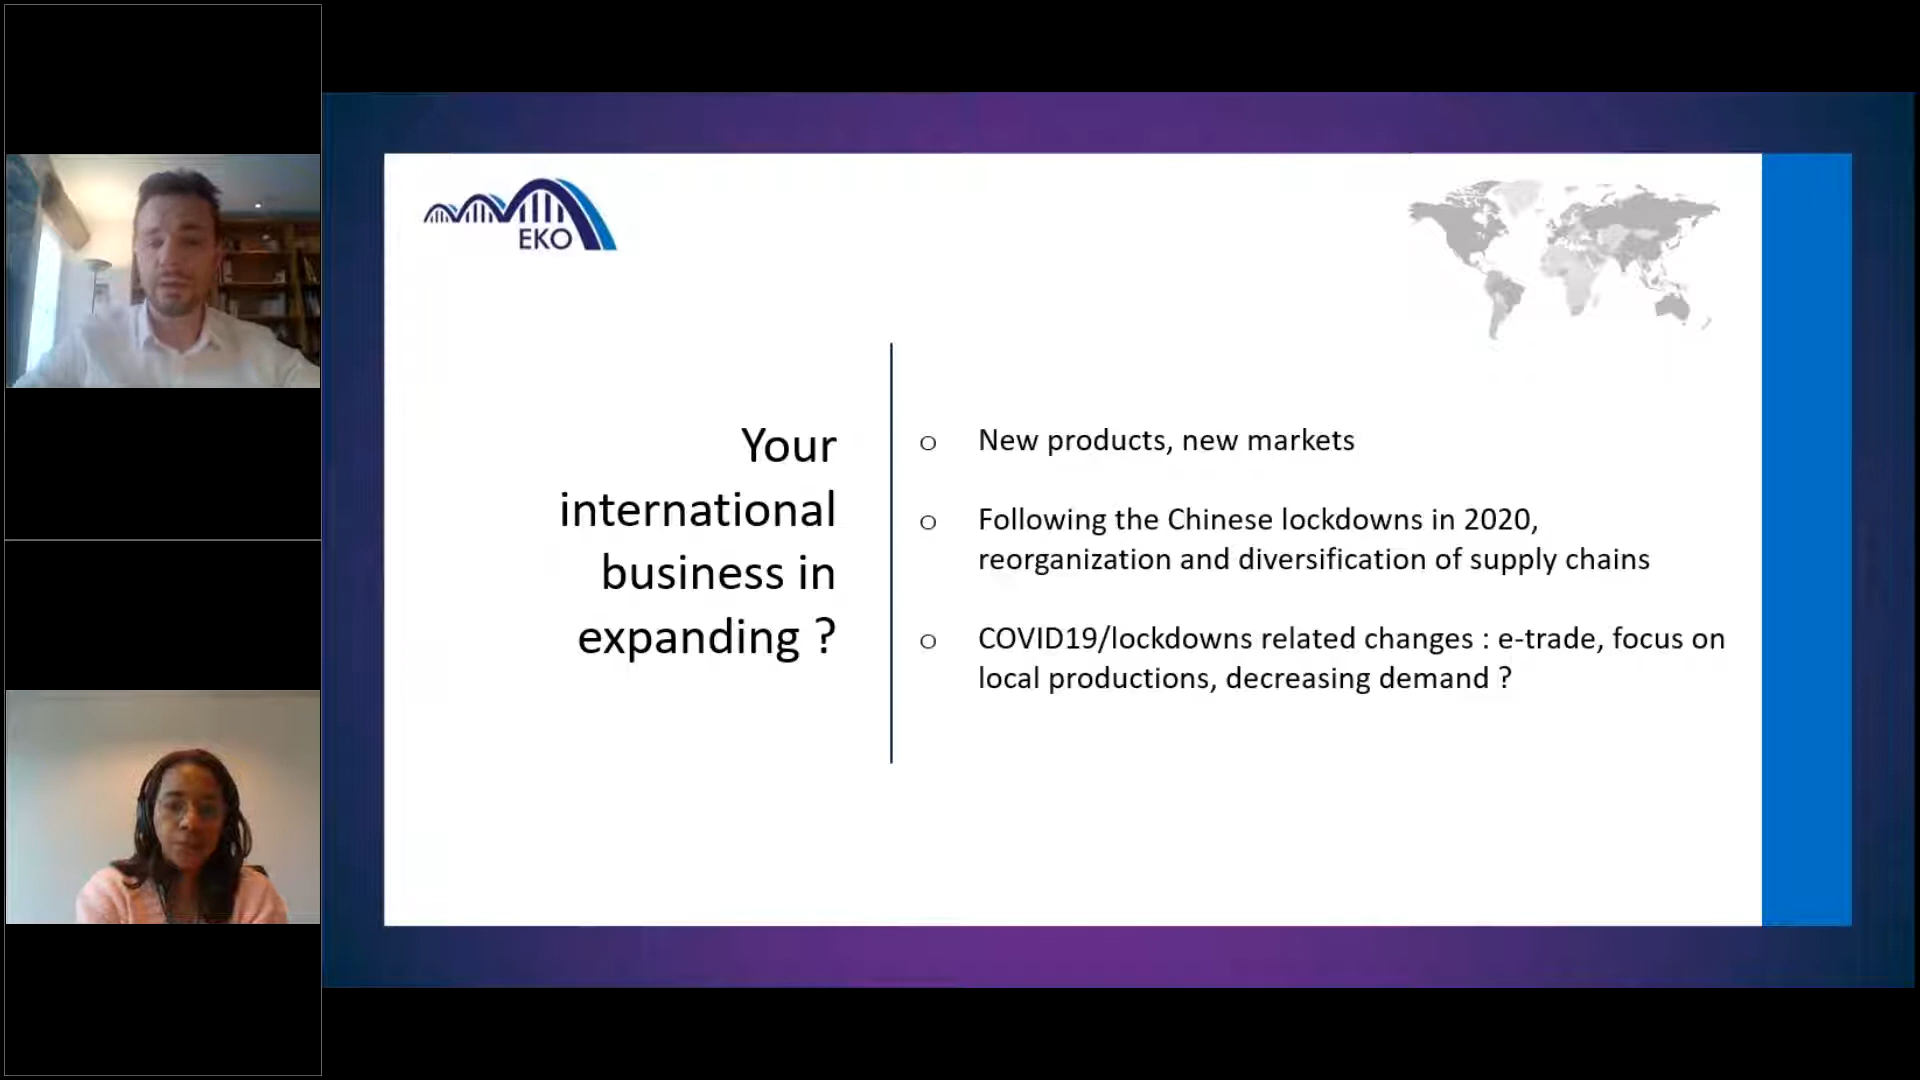 EKO
Your
international
business in
expanding ?
o New products, new markets
o Following the Chinese lockdowns in 2020,
reorganization and diversification of supply chains
o COVID19/lockdowns related changes : e-trade, focus on
local productions, decreasing demand ?